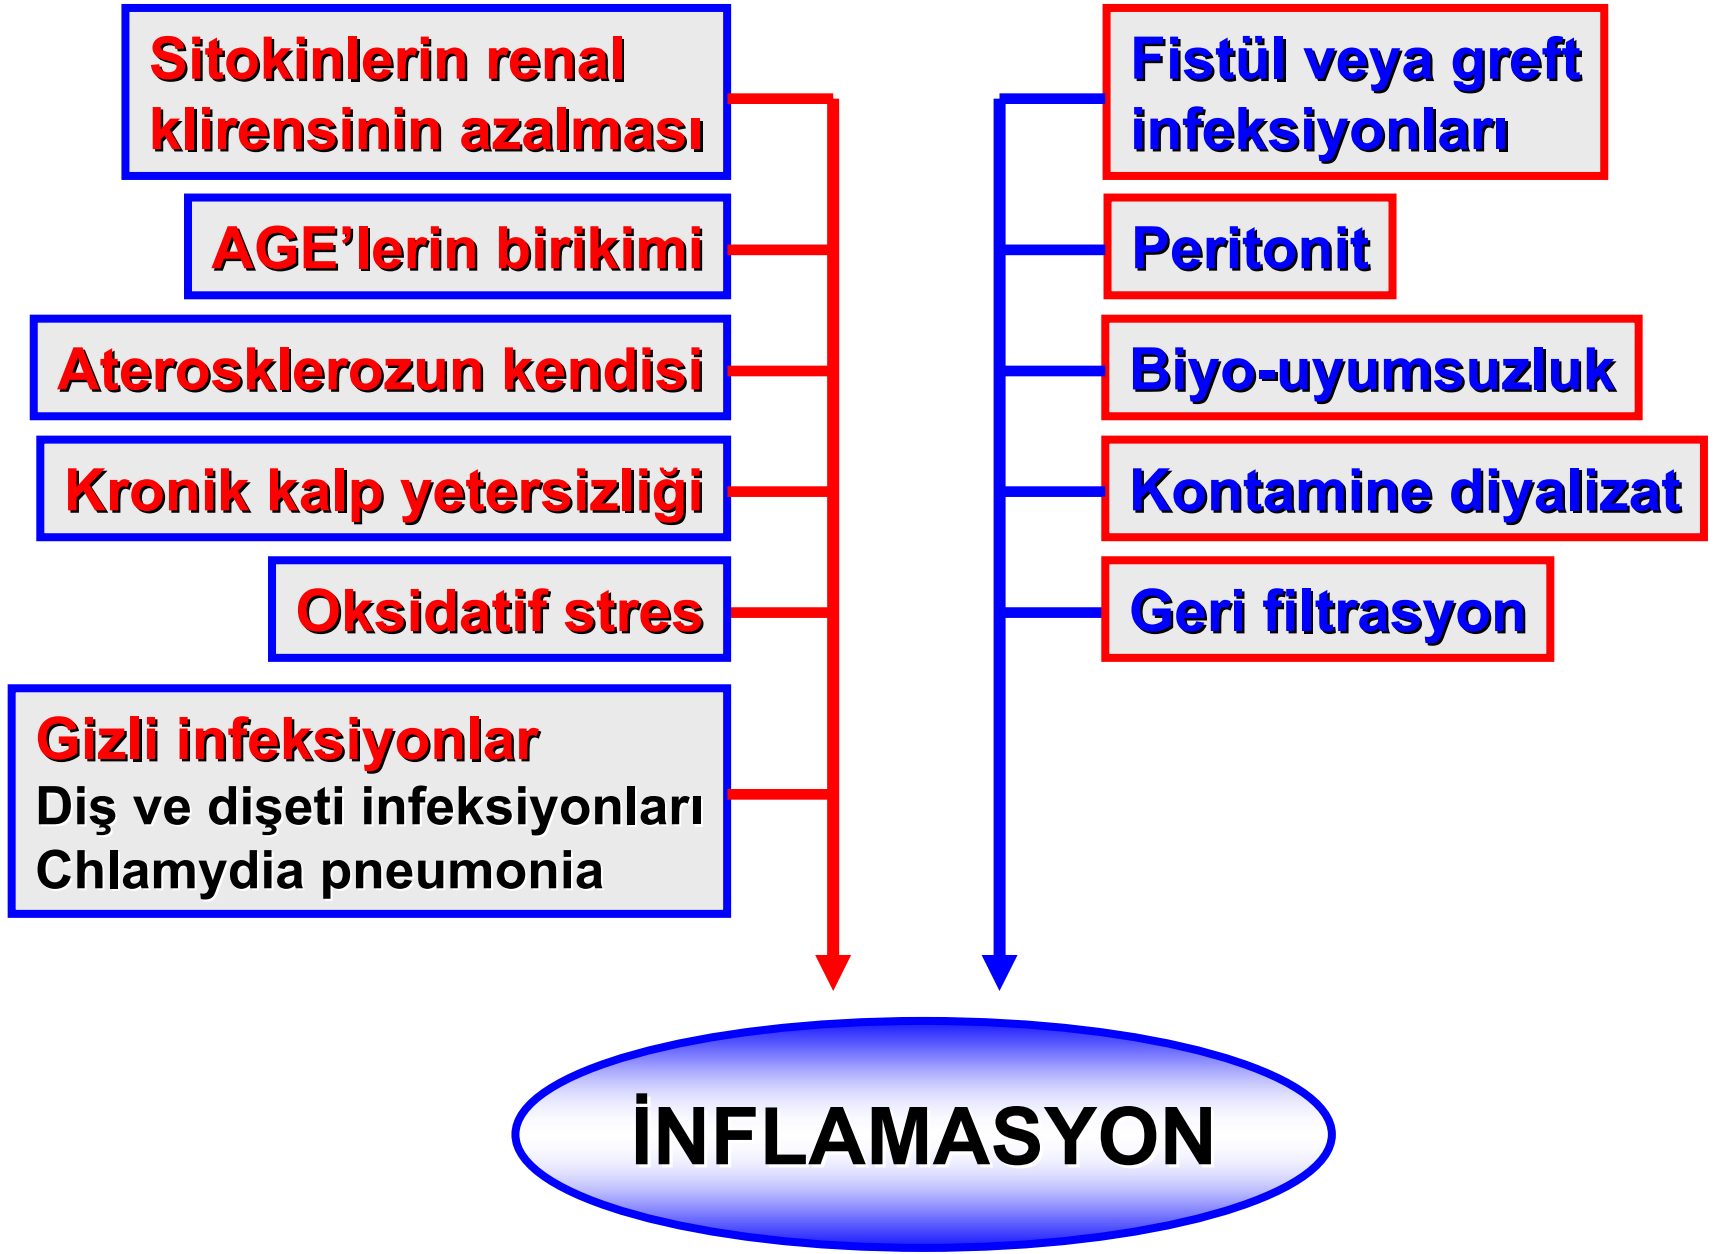 Sitokinlerin renal
klirensinin azalması
AGE’lerin birikimi
Aterosklerozun kendisi
Kronik kalp yetersizliği
Oksidatif stres
Gizli infeksiyonlar
Diş ve dişeti infeksiyonları
Chlamydia pneumonia
Fistül veya greft
infeksiyonları
Peritonit
Biyo-uyumsuzluk
Kontamine diyalizat
Geri filtrasyon
İNFLAMASYON